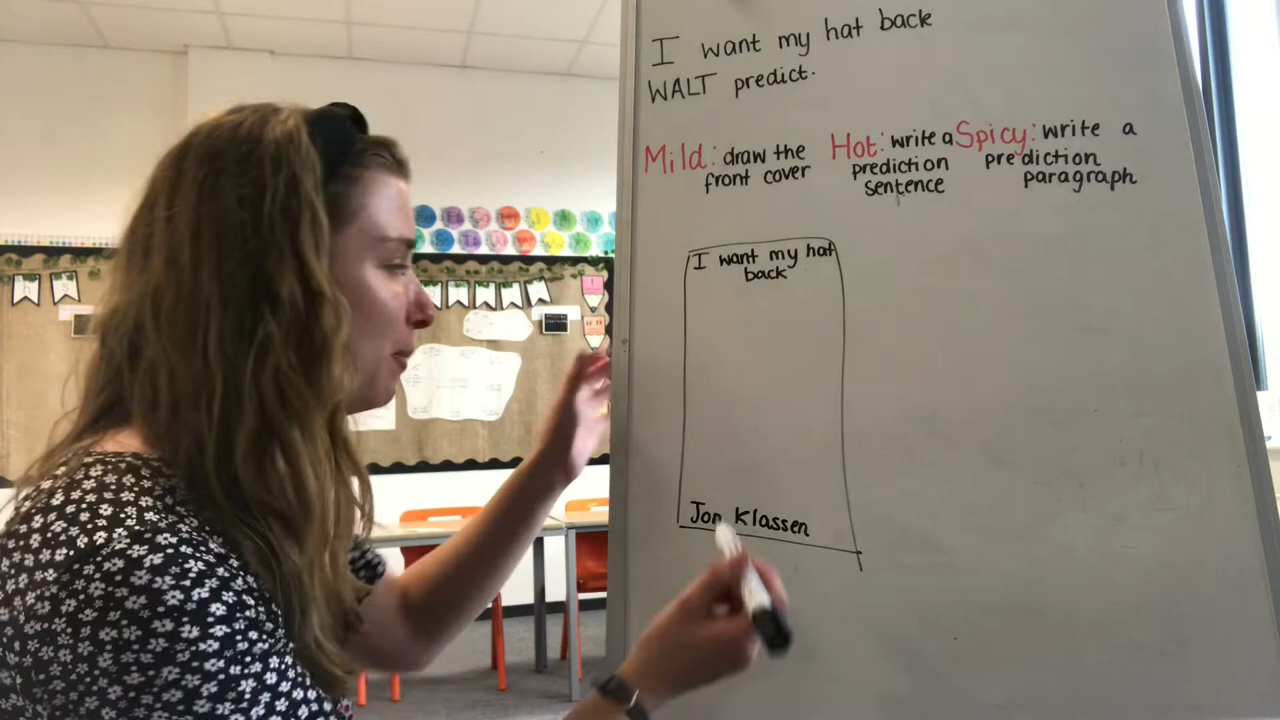 I want my hat back
WALT predict.
Mild: draw the
front cover
Hot: write a
prediction
sentence
Spicy: write a
prediction
paragraph
I want my hat
back
Jon Klassen